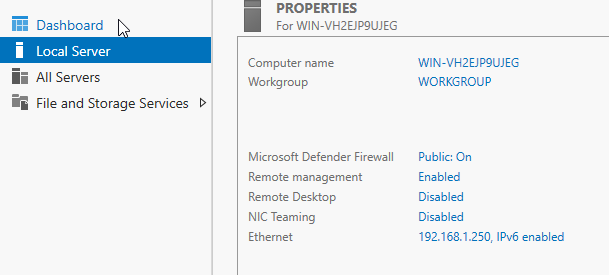 Dashboard
Local Server
All Servers
File and Storage Services
PROPERTIES
For WIN-VH2EJP9UJEG
Computer name WIN-VH2EJP9UJEG
Workgroup WORKGROUP
Microsoft Defender Firewall Public: On
Remote management Enabled
Remote Desktop Disabled
NIC Teaming Disabled
Ethernet 192.168.1.250, IPv6 enabled